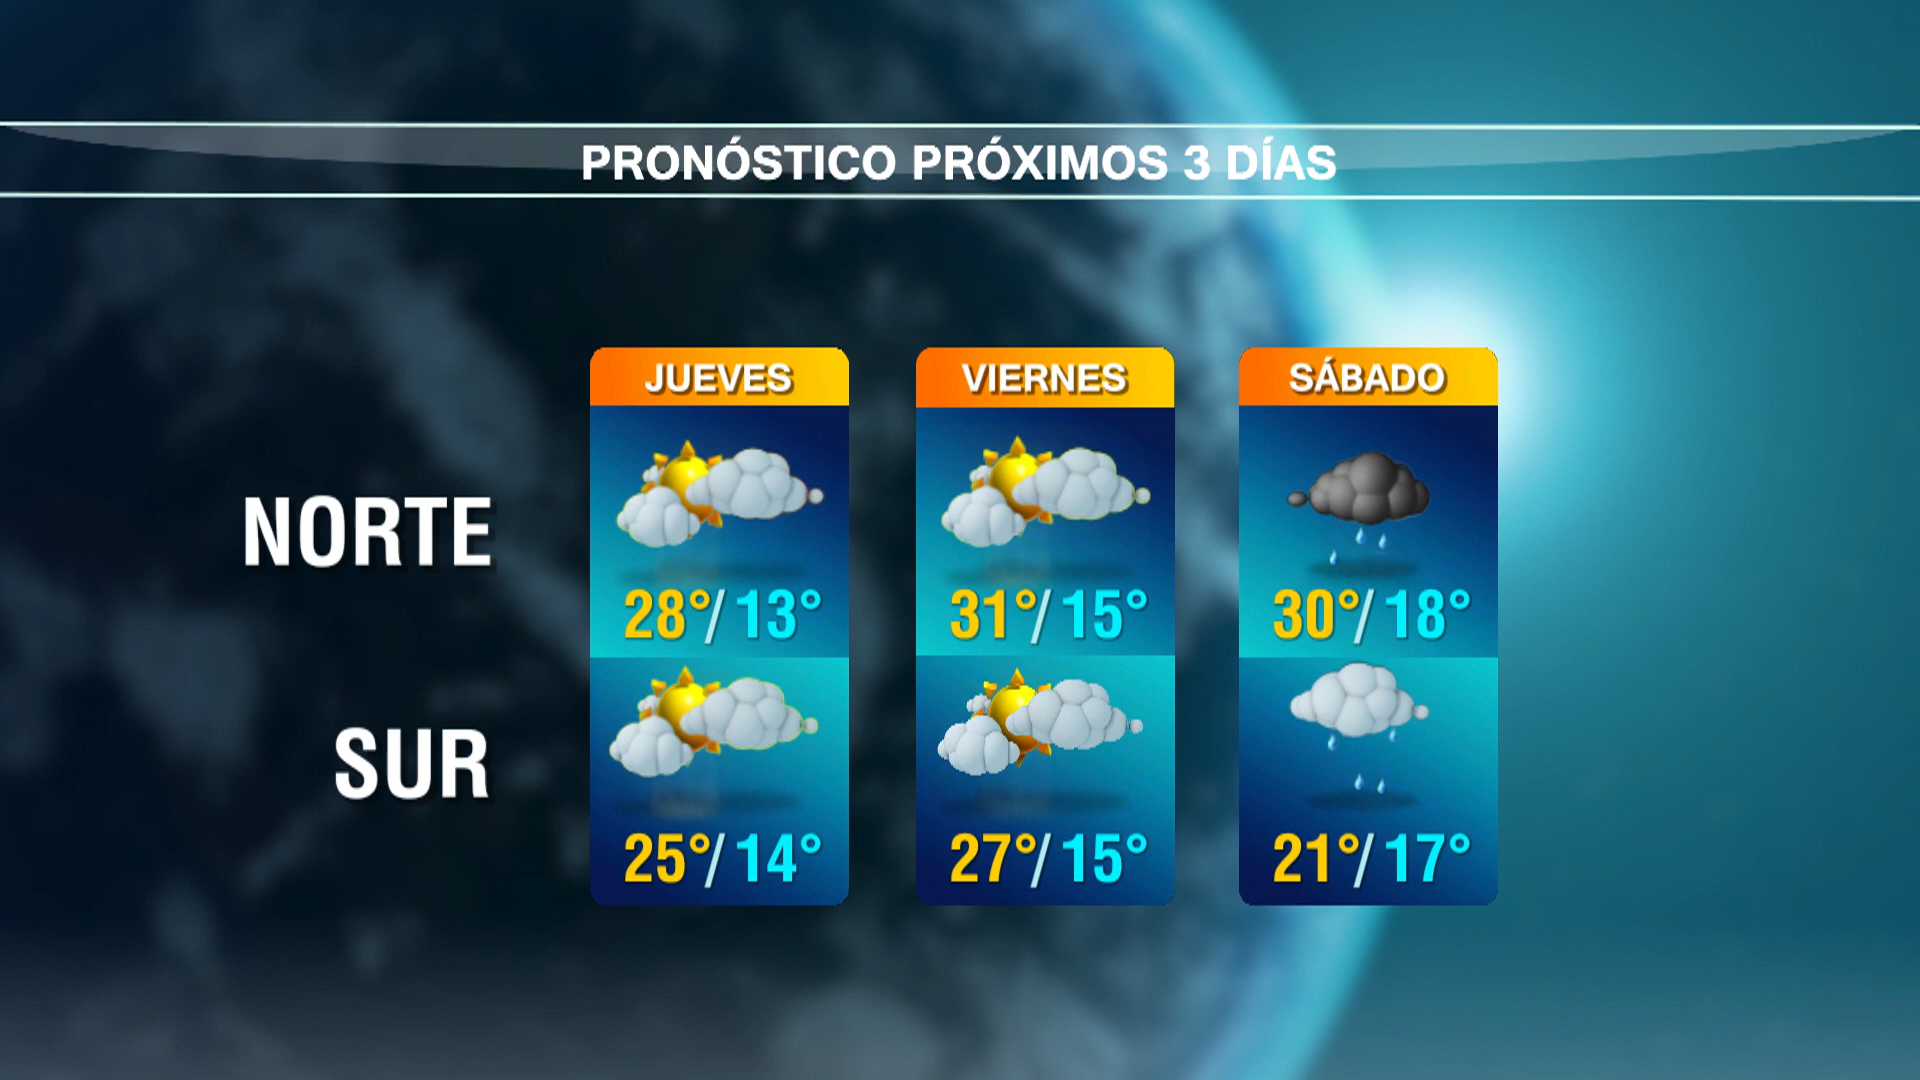 PRONÓSTICO PRÓXIMOS 3 DÍAS
JUEVES VIERNES SÁBADO
NORTE
28°/13° 31°/15° 30°/18°
SUR
25°/14° 27°/15° 21°/17°